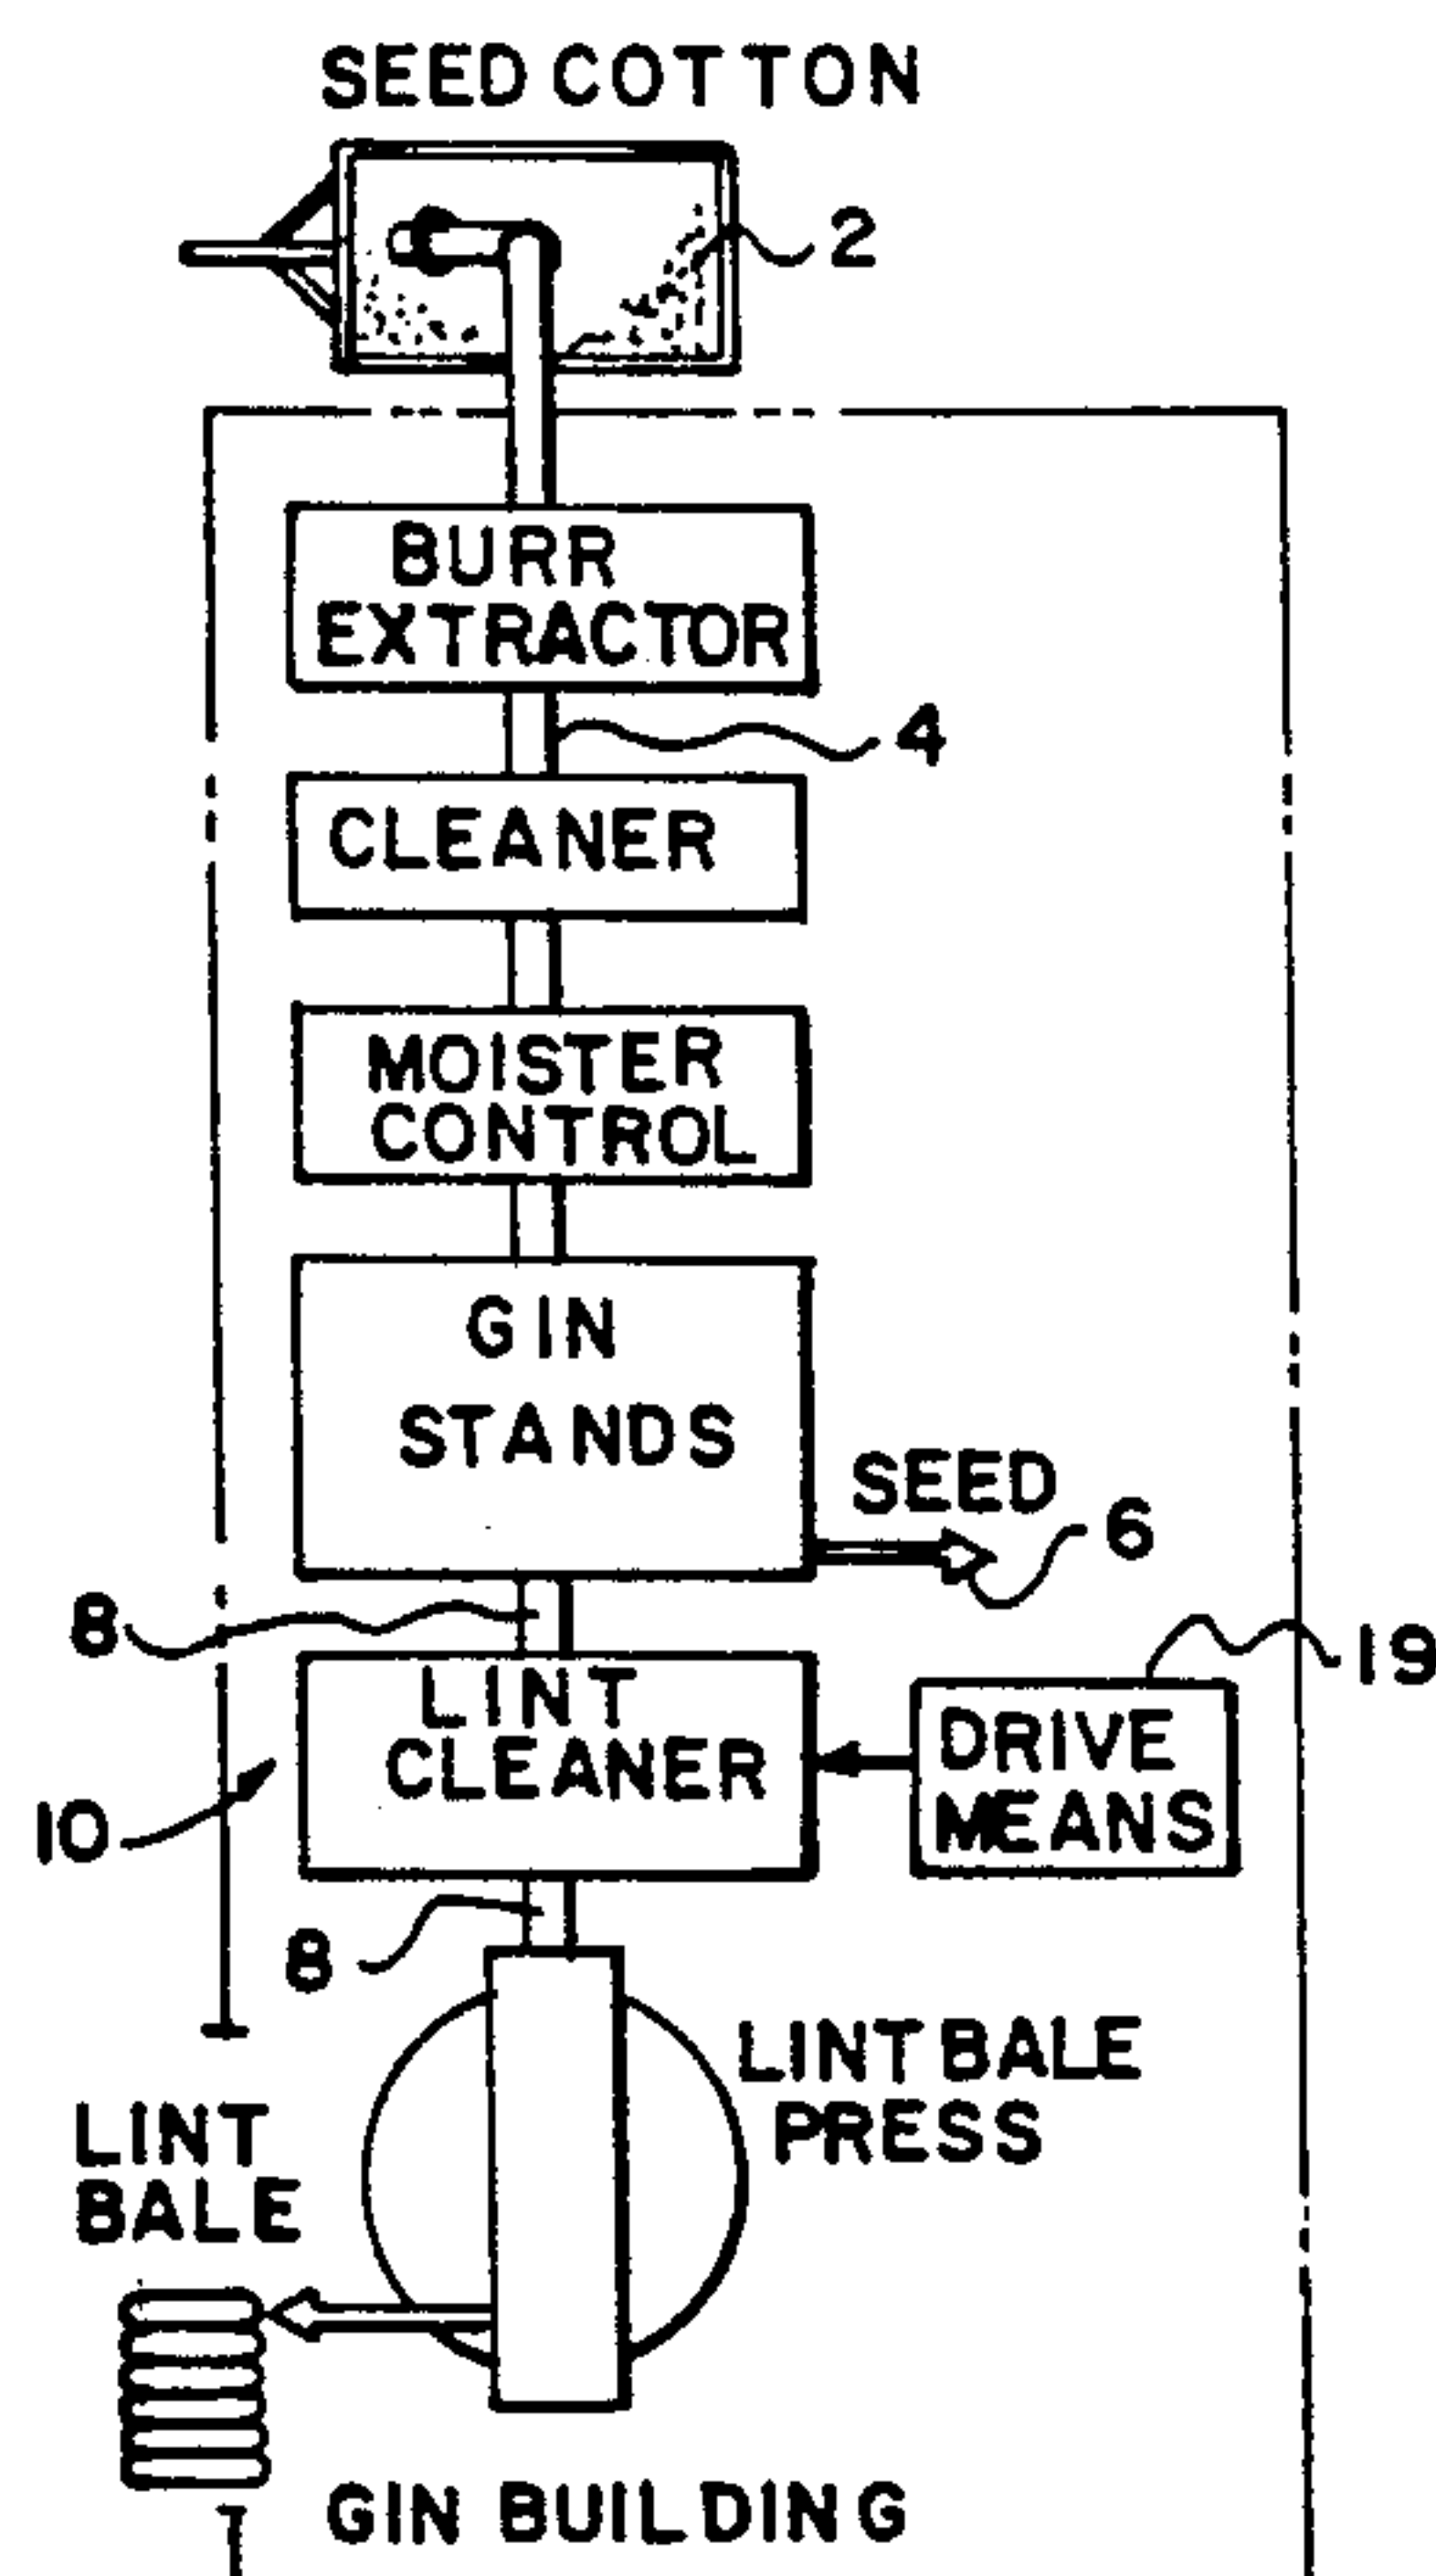 SEED COTTON
2
BURR
EXTRACTOR
4
CLEANER
MOISTER
CONTROL
GIN
STANDS
SEED
6
8
19
LINT
CLEANER
DRIVE
MEANS
10
8
LINT BALE
PRESS
LINT
BALE
GIN BUILDING